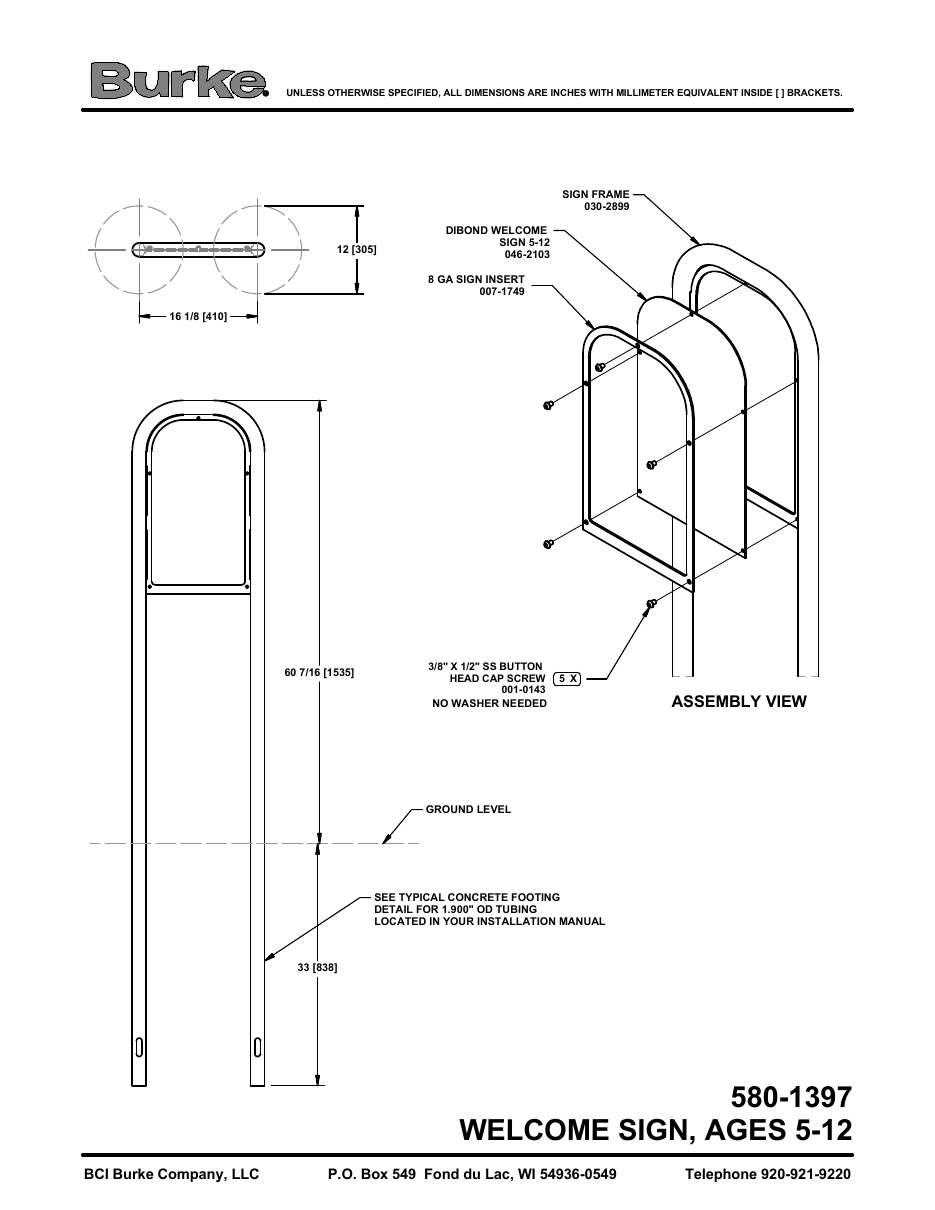 Burke
UNLESS OTHERWISE SPECIFIED, ALL DIMENSIONS ARE INCHES WITH MILLIMETER EQUIVALENT INSIDE [ ] BRACKETS.
SIGN FRAME
030-2899
DIBOND WELCOME
SIGN 5-12
046-2103
8 GA SIGN INSERT
007-1749
12 [305]
16 1/8 [410]
60 7/16 [1535]
3/8" X 1/2" SS BUTTON
HEAD CAP SCREW
001-0143
NO WASHER NEEDED
5 X
ASSEMBLY VIEW
GROUND LEVEL
SEE TYPICAL CONCRETE FOOTING
DETAIL FOR 1.900" OD TUBING
LOCATED IN YOUR INSTALLATION MANUAL
33 [838]
580-1397
WELCOME SIGN, AGES 5-12
BCI Burke Company, LLC P.O. Box 549 Fond du Lac, WI 54936-0549 Telephone 920-921-9220